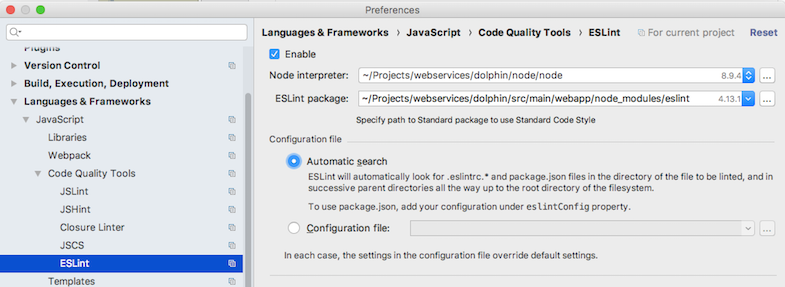 Preferences
Plugins
Version Control
Build, Execution, Deployment
Languages & Frameworks
JavaScript
Libraries
Webpack
Code Quality Tools
JSLint
JSHint
Closure Linter
JSCS
ESLint
Templates
Languages & Frameworks › JavaScript › Code Quality Tools › ESLint For current project Reset
Enable
Node interpreter: ~/Projects/webservices/dolphin/node/node 8.9.4 ...
ESLint package: ~/Projects/webservices/dolphin/src/main/webapp/node_modules/eslint 4.13.1 ...
Specify path to Standard package to use Standard Code Style
Configuration file
Automatic search
ESLint will automatically look for .eslintrc.* and package.json files in the directory of the file to be linted, and in
successive parent directories all the way up to the root directory of the filesystem.
To use package.json, add your configuration under eslintConfig property.
Configuration file: ...
In each case, the settings in the configuration file override default settings.